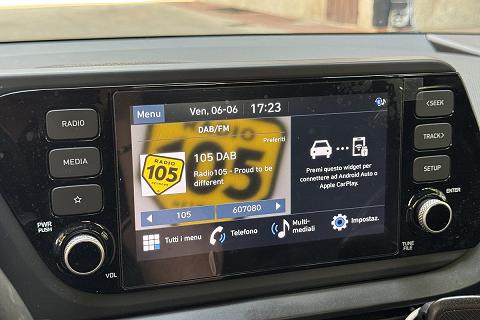 Menu
Ven, 06-06
17:23
DAB/FM
Preferiti
RADIO
105
NETWORK
105 DAB
Radio105 - Proud to be
different
105
607080
Premi questo widget per
connettere ad Android Auto o
Apple CarPlay.
Tutti i menu
Telefono
Multi-
mediali
Impostaz.
RADIO
MEDIA
PWR
PUSH
VOL
<SEEK
TRACK>
SETUP
ENTER
TUNE
FILE